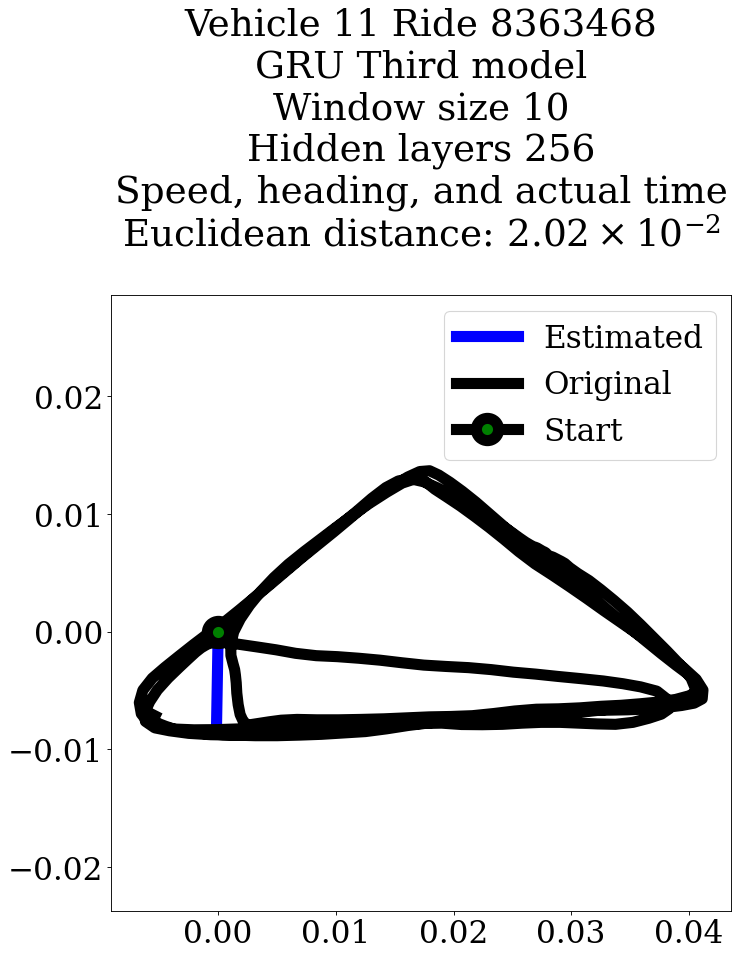 Vehicle 11 Ride 8363468
GRU Third model
Window size 10
Hidden layers 256
Speed, heading, and actual time
Euclidean distance: 2.02 × 10⁻²
Estimated
Original
Start
0.02
0.01
0.00
−0.01
−0.02
0.00 0.01 0.02 0.03 0.04